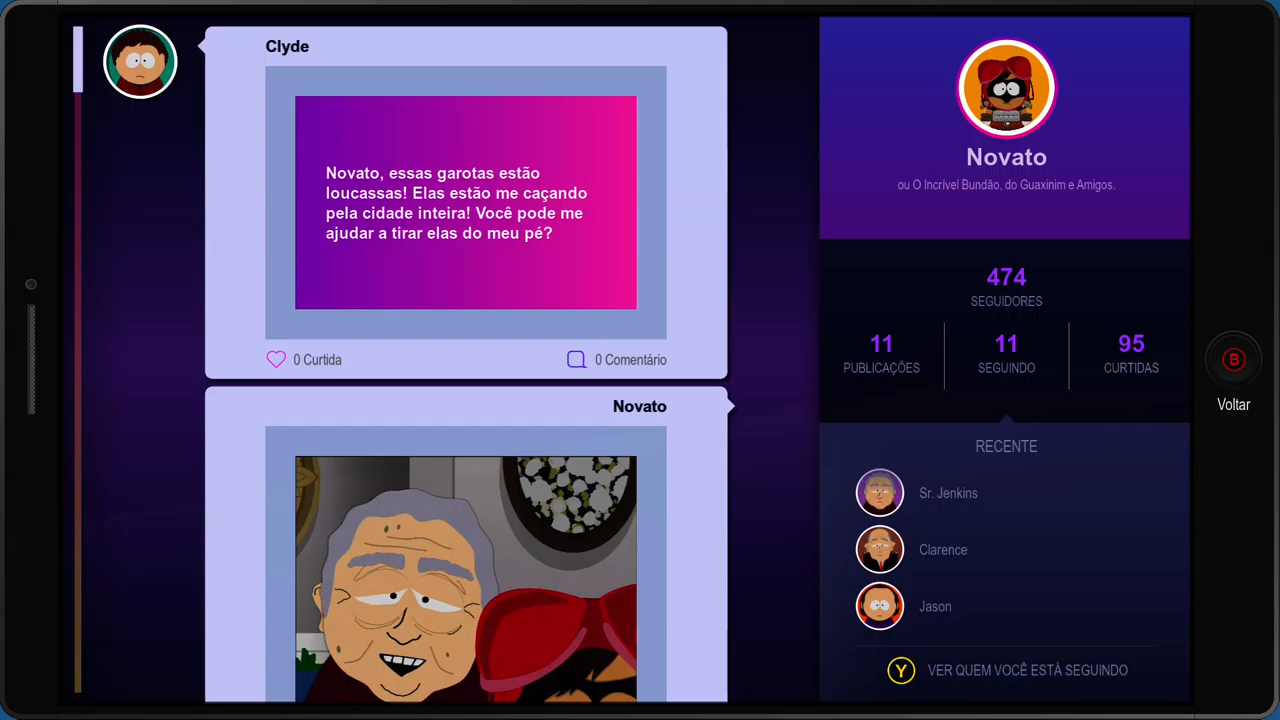 Clyde
Novato, essas garotas estão
loucassas! Elas estão me caçando
pela cidade inteira! Você pode me
ajudar a tirar elas do meu pé?
0 Curtida
0 Comentário
Novato
Novato
ou O Incrível Bundão, do Guaxinim e Amigos.
474
SEGUIDORES
11
PUBLICAÇÕES
11
SEGUINDO
95
CURTIDAS
RECENTE
Sr. Jenkins
Clarence
Jason
Y VER QUEM VOCÊ ESTÁ SEGUINDO
B
Voltar